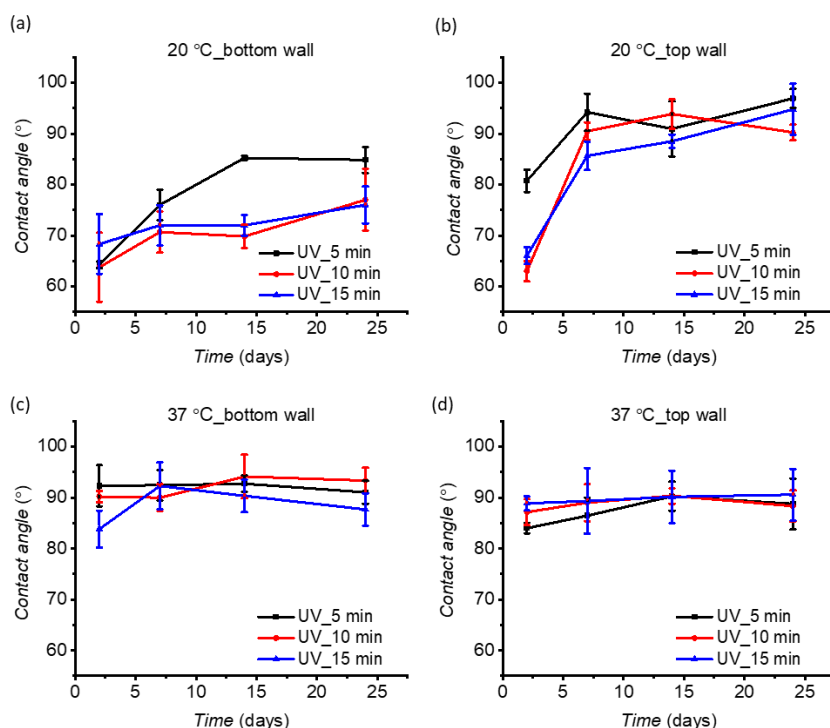 (a)
20 °C_bottom wall
Contact angle (°)
100
90
80
70
60
UV_5 min
UV_10 min
UV_15 min
0 5 10 15 20 25
Time (days)
(b)
20 °C_top wall
Contact angle (°)
100
90
80
70
60
UV_5 min
UV_10 min
UV_15 min
0 5 10 15 20 25
Time (days)
(c)
37 °C_bottom wall
Contact angle (°)
100
90
80
70
60
UV_5 min
UV_10 min
UV_15 min
0 5 10 15 20 25
Time (days)
(d)
37 °C_top wall
Contact angle (°)
100
90
80
70
60
UV_5 min
UV_10 min
UV_15 min
0 5 10 15 20 25
Time (days)